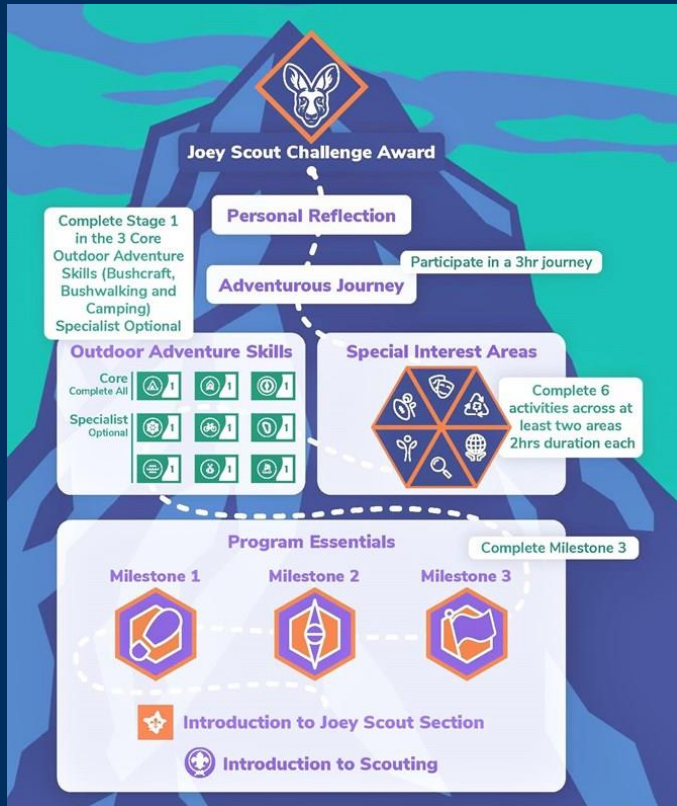 Joey Scout Challenge Award
Personal Reflection
Complete Stage 1
in the 3 Core
Outdoor Adventure
Skills (Bushcraft,
Bushwalking and
Camping)
Specialist Optional
Adventurous Journey
Participate in a 3hr journey
Outdoor Adventure Skills
Core
Complete All
1 1 1
Specialist
Optional
1 1 1
1 1 1
Special Interest Areas
Complete 6
activities across at
least two areas
2hrs duration each
Program Essentials
Complete Milestone 3
Milestone 1
Milestone 2
Milestone 3
Introduction to Joey Scout Section
Introduction to Scouting